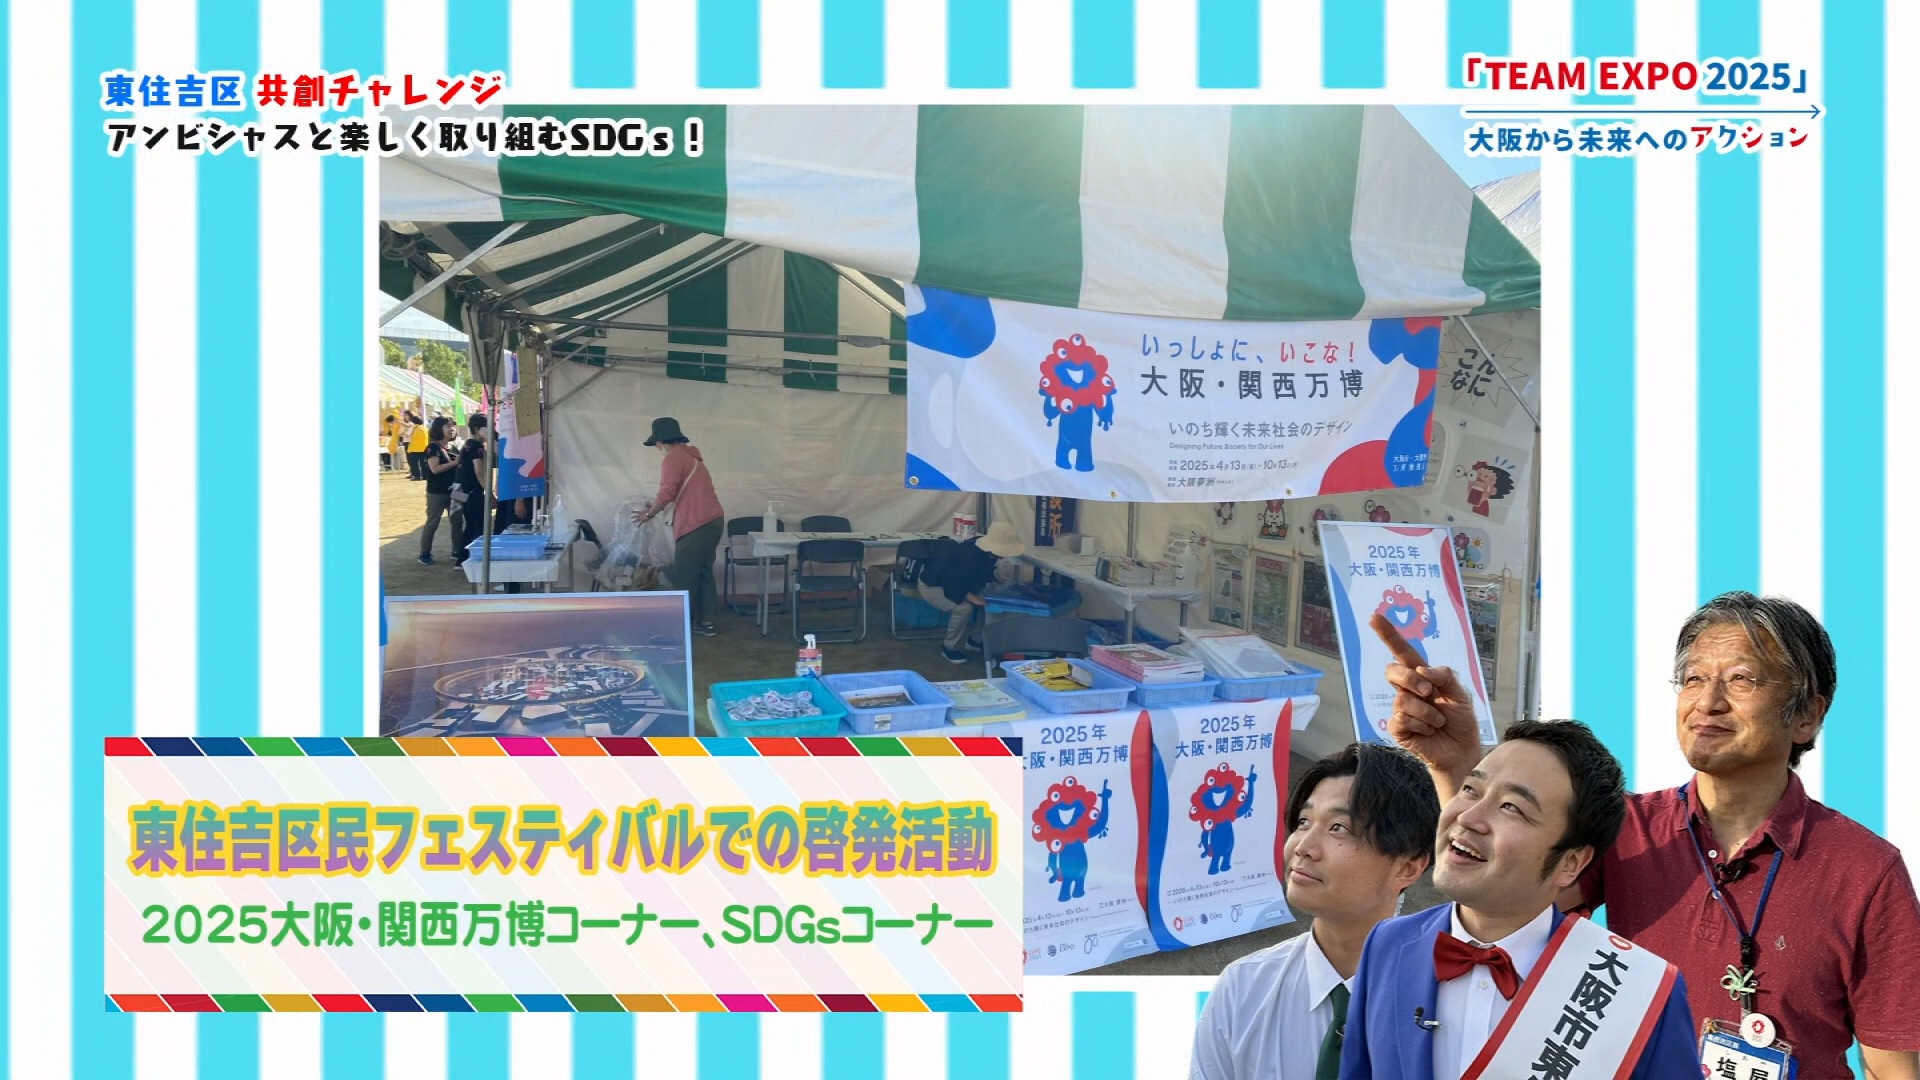 東住吉区 共創チャレンジ
アンビシャスと楽しく取り組むSDGs！
「TEAM EXPO 2025」
大阪から未来へのアクション
いっしょに、いこな！
大阪・関西万博
いのち輝く未来社会のデザイン
Designing Future Society for Our Lives
2025年4月13日(日)-10月13日(月)
大阪夢洲
こん
なに
2025年
大阪・関西万博
2025年
大阪・関西万博
2025年
大阪・関西万博
東住吉区民フェスティバルでの啓発活動
2025大阪・関西万博コーナー、SDGsコーナー
大阪市東
塩屋